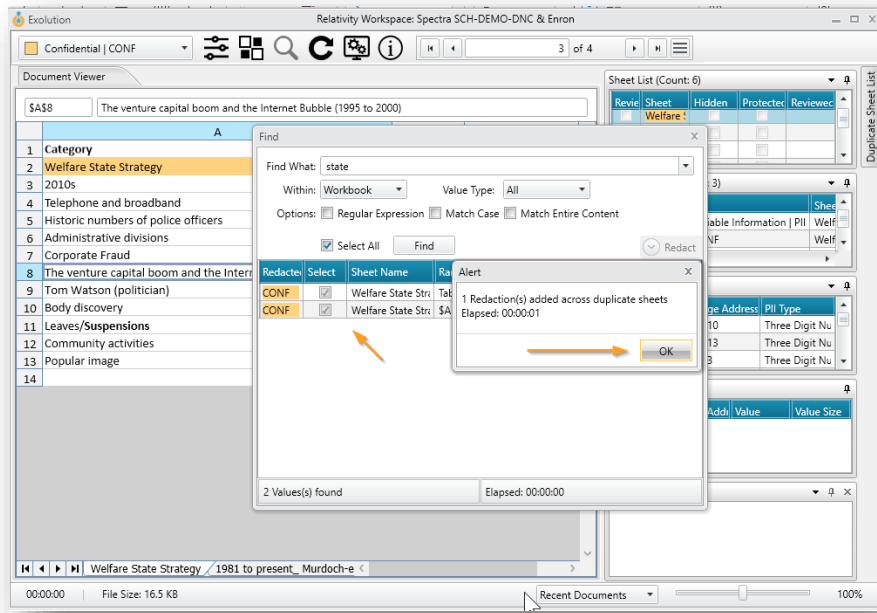 Exolution
Relativity Workspace: Spectra SCH-DEMO-DNC & Enron
Confidential | CONF
3 of 4
Document Viewer
$A$8 The venture capital boom and the Internet Bubble (1995 to 2000)
A
1 Category
2 Welfare State Strategy
3 2010s
4 Telephone and broadband
5 Historic numbers of police officers
6 Administrative divisions
7 Corporate Fraud
8 The venture capital boom and the Interr
9 Tom Watson (politician)
10 Body discovery
11 Leaves/Suspensions
12 Community activities
13 Popular image
14
Find
Find What: state
Within: Workbook Value Type: All
Options: Regular Expression Match Case Match Entire Content
Select All Find Redact
Redacte Select Sheet Name Ra
CONF Welfare State Stra Tab
CONF Welfare State Stra $A
2 Values(s) found Elapsed: 00:00:00
Alert
1 Redaction(s) added across duplicate sheets
Elapsed: 00:00:01
OK
Sheet List (Count: 6)
Revie Sheet Hidden Protected Reviewed
Welfare S
Duplicate Sheet List
: 3)
Shee
iable Information | PII Welf
NF Welf
ge Address PII Type
10 Three Digit Nu
13 Three Digit Nu
3 Three Digit Nu
Addr Value Value Size
Welfare State Strategy 1981 to present_ Murdoch-e
00:00:00 File Size: 16.5 KB Recent Documents 100%